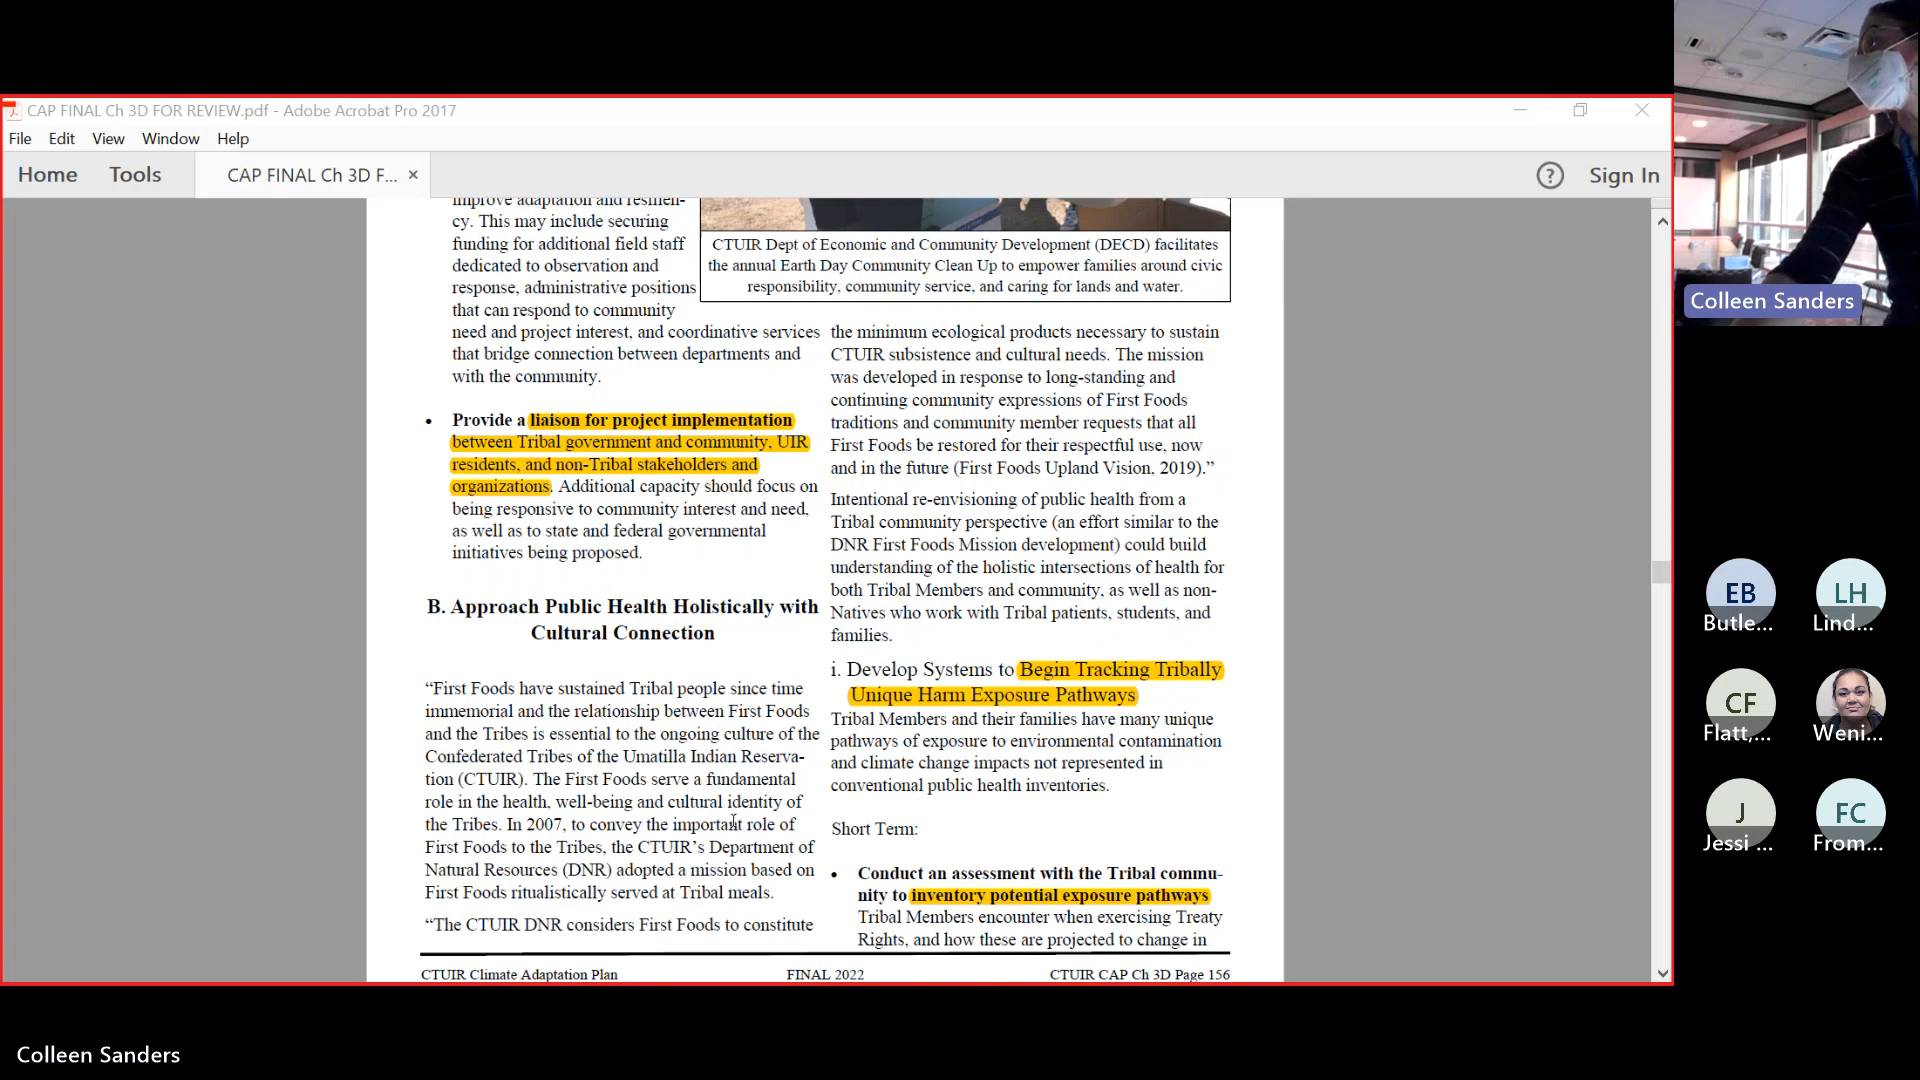 CAP FINAL Ch 3D FOR REVIEW.pdf - Adobe Acrobat Pro 2017
File Edit View Window Help
Home Tools CAP FINAL Ch 3D F... × ? Sign In
improve adaptation and resilien-
cy. This may include securing
funding for additional field staff
dedicated to observation and
response, administrative positions
that can respond to community
need and project interest, and coordinative services
that bridge connection between departments and
with the community.
• Provide a liaison for project implementation
between Tribal government and community, UIR
residents, and non-Tribal stakeholders and
organizations. Additional capacity should focus on
being responsive to community interest and need,
as well as to state and federal governmental
initiatives being proposed.
B. Approach Public Health Holistically with
Cultural Connection
“First Foods have sustained Tribal people since time
immemorial and the relationship between First Foods
and the Tribes is essential to the ongoing culture of the
Confederated Tribes of the Umatilla Indian Reserva-
tion (CTUIR). The First Foods serve a fundamental
role in the health, well-being and cultural identity of
the Tribes. In 2007, to convey the important role of
First Foods to the Tribes, the CTUIR’s Department of
Natural Resources (DNR) adopted a mission based on
First Foods ritualistically served at Tribal meals.
“The CTUIR DNR considers First Foods to constitute
CTUIR Dept of Economic and Community Development (DECD) facilitates
the annual Earth Day Community Clean Up to empower families around civic
responsibility, community service, and caring for lands and water.
the minimum ecological products necessary to sustain
CTUIR subsistence and cultural needs. The mission
was developed in response to long-standing and
continuing community expressions of First Foods
traditions and community member requests that all
First Foods be restored for their respectful use, now
and in the future (First Foods Upland Vision, 2019).”
Intentional re-envisioning of public health from a
Tribal community perspective (an effort similar to the
DNR First Foods Mission development) could build
understanding of the holistic intersections of health for
both Tribal Members and community, as well as non-
Natives who work with Tribal patients, students, and
families.
i. Develop Systems to Begin Tracking Tribally
Unique Harm Exposure Pathways
Tribal Members and their families have many unique
pathways of exposure to environmental contamination
and climate change impacts not represented in
conventional public health inventories.
Short Term:
• Conduct an assessment with the Tribal commu-
nity to inventory potential exposure pathways
Tribal Members encounter when exercising Treaty
Rights, and how these are projected to change in
CTUIR Climate Adaptation Plan FINAL 2022 CTUIR CAP Ch 3D Page 156
Colleen Sanders
EB LH
Butle... Lind...
CF
Flatt,... Weni...
J FC
Jessi ... From...
Colleen Sanders